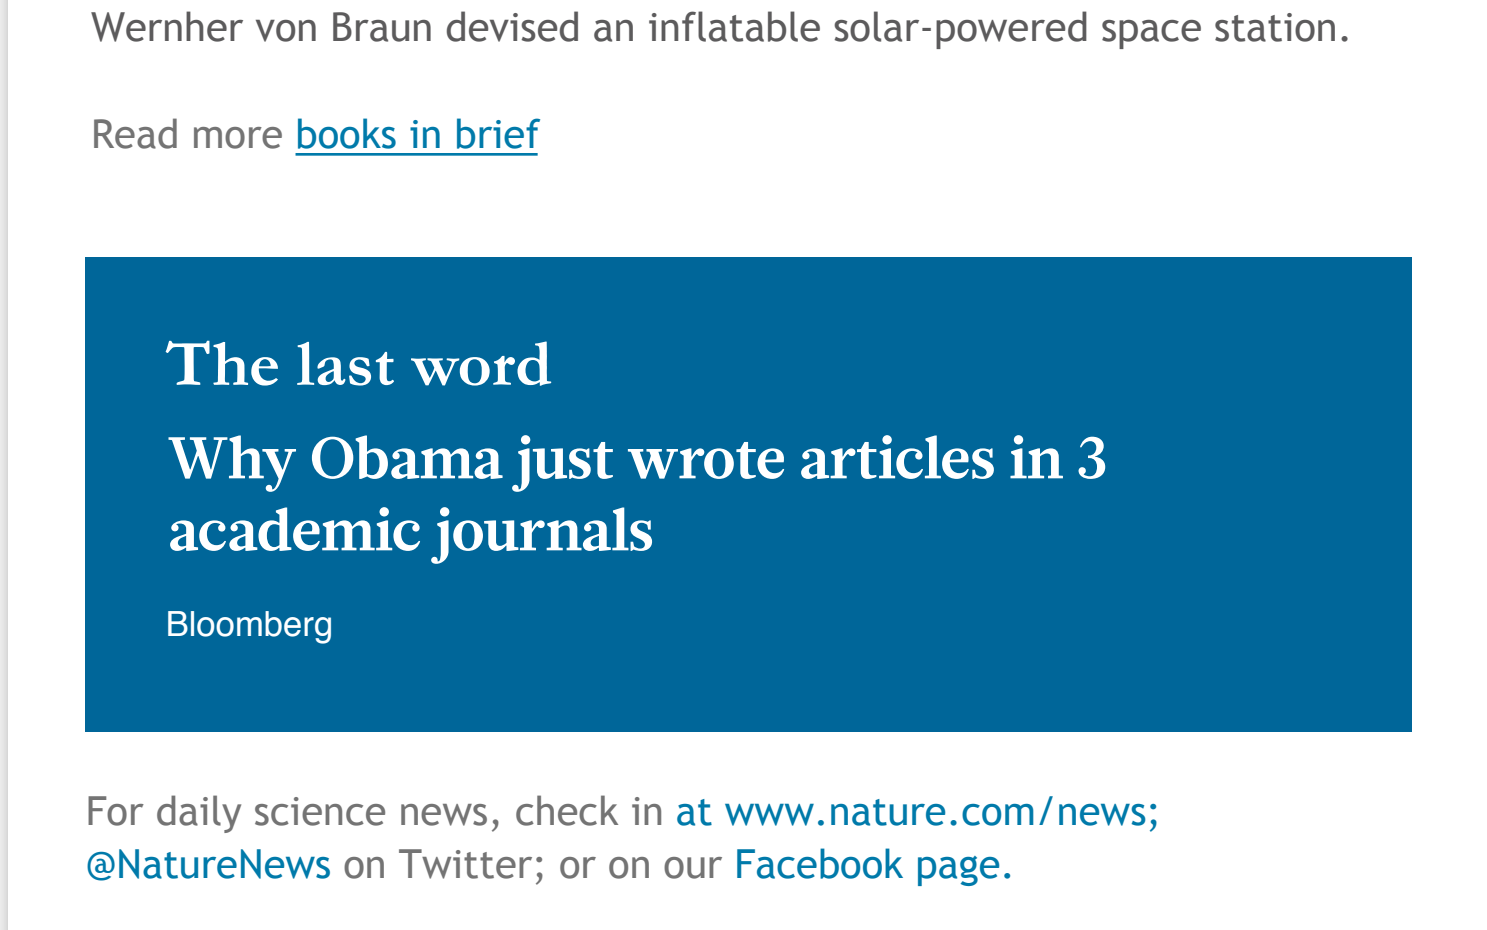 Wernher von Braun devised an inflatable solar-powered space station.
Read more books in brief
The last word
Why Obama just wrote articles in 3
academic journals
Bloomberg
For daily science news, check in at www.nature.com/news;
@NatureNews on Twitter; or on our Facebook page.